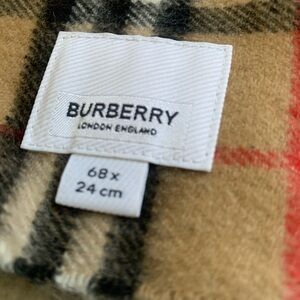 BURBERRY
LONDON ENGLAND
68 x
24 cm